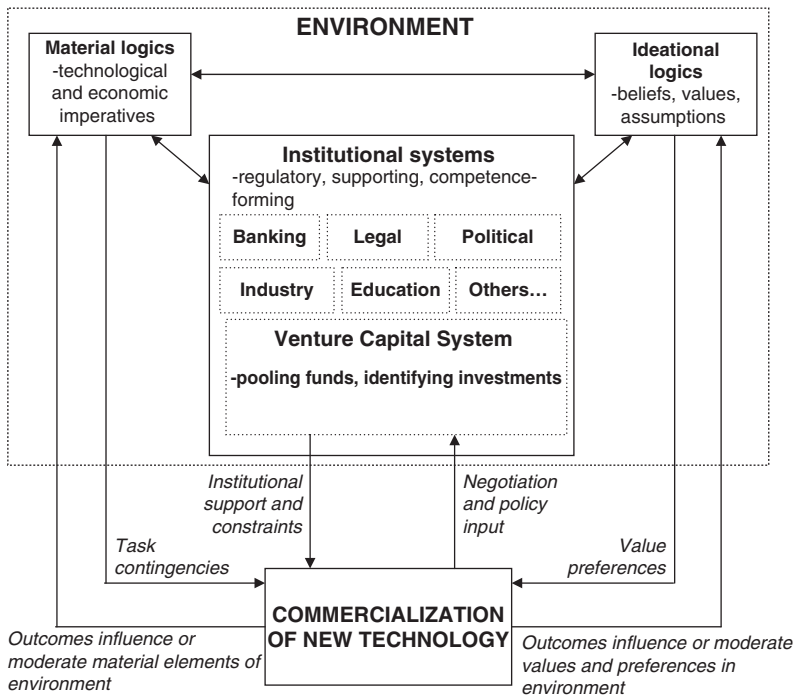 ENVIRONMENT
Material logics
-technological
and economic
imperatives
Ideational
logics
-beliefs, values,
assumptions
Institutional systems
-regulatory, supporting, competence-
forming
Banking
Legal
Political
Industry
Education
Others...
Venture Capital System
-pooling funds, identifying investments
Institutional
support and
constraints
Negotiation
and policy
input
Task
contingencies
Value
preferences
COMMERCIALIZATION
OF NEW TECHNOLOGY
Outcomes influence or
moderate material elements of
environment
Outcomes influence or moderate
values and preferences in
environment